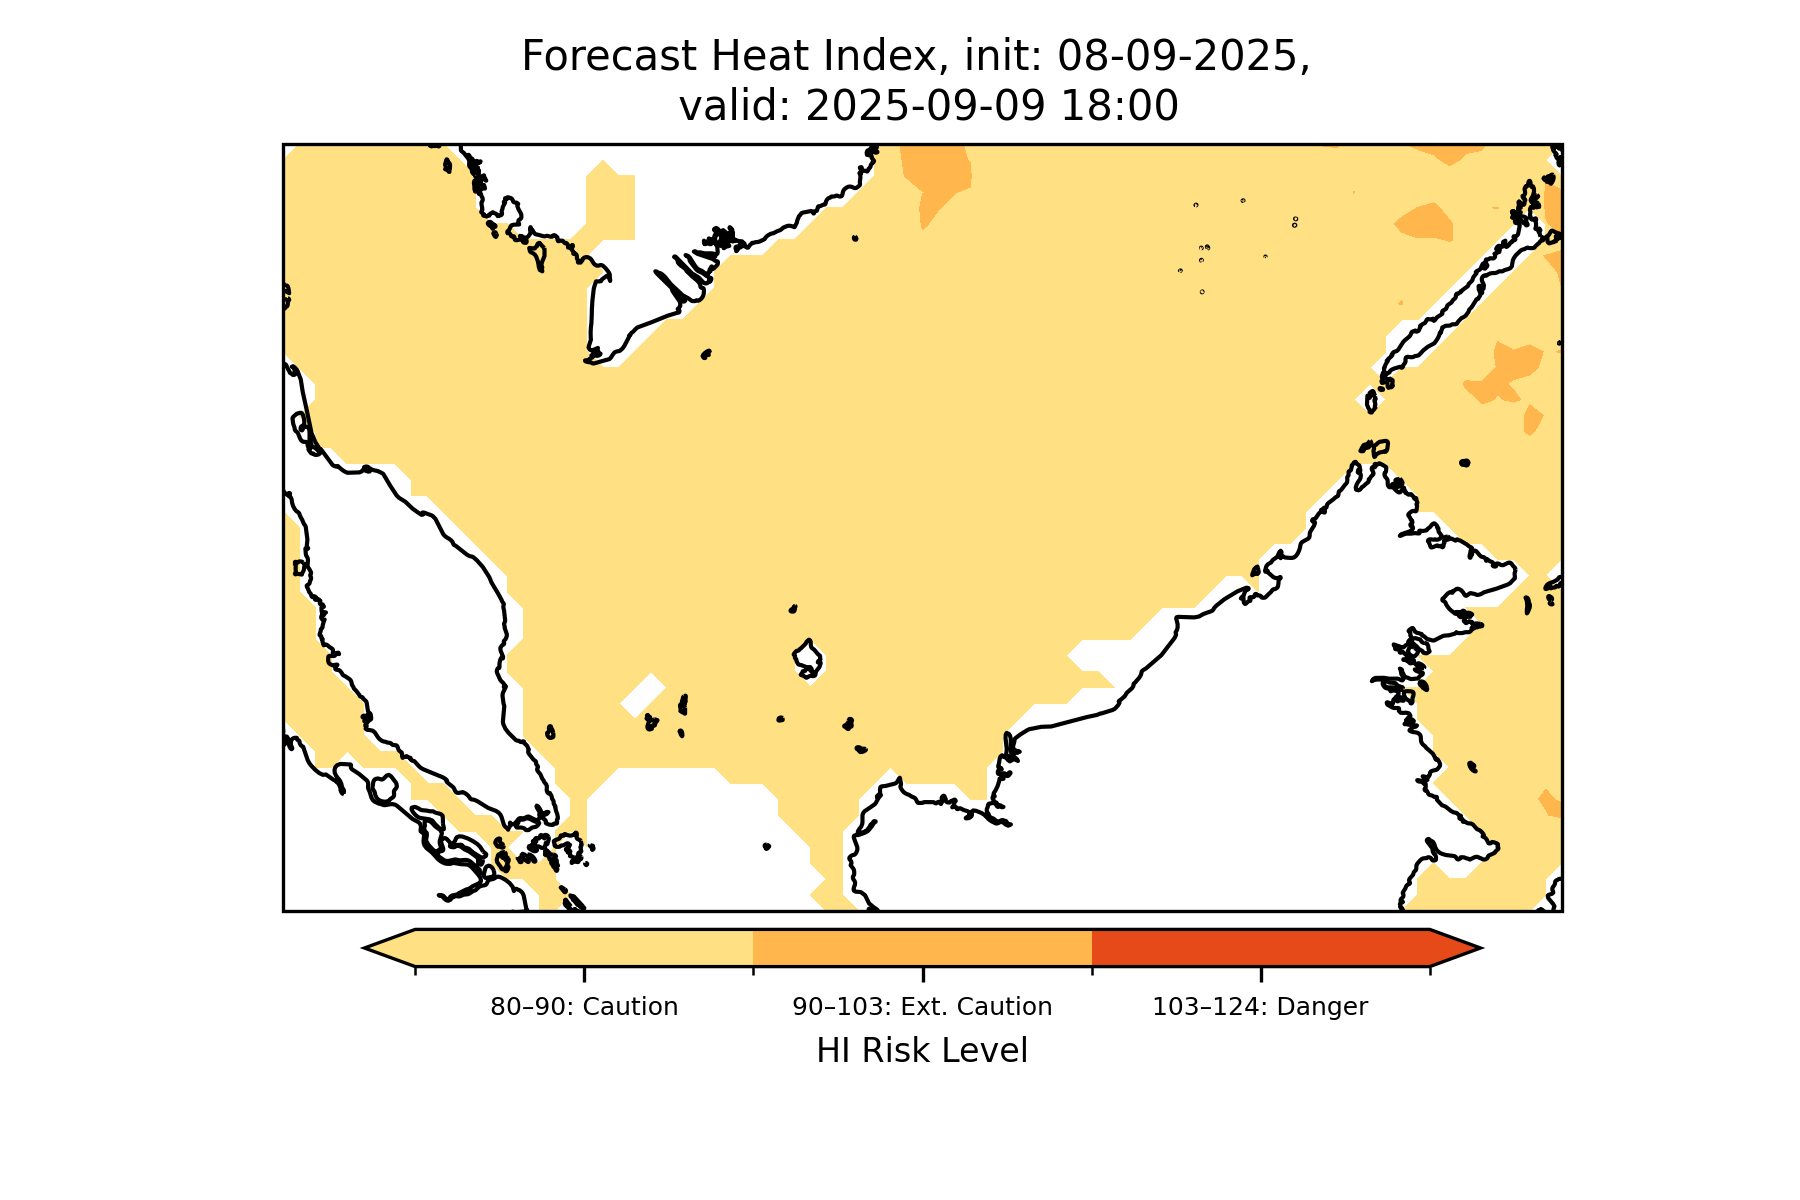 Forecast Heat Index, init: 08-09-2025,
valid: 2025-09-09 18:00
80–90: Caution
90–103: Ext. Caution
103–124: Danger
HI Risk Level